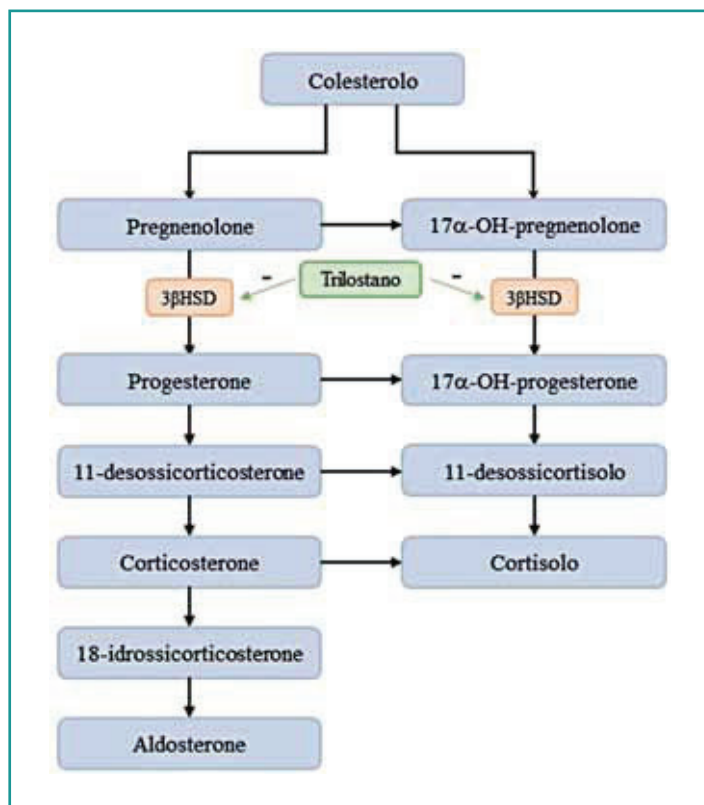 Colesterolo
Pregnenolone
17α-OH-pregnenolone
- Trilostano -
3βHSD
3βHSD
Progesterone
17α-OH-progesterone
11-desossicorticosterone
11-desossicortisolo
Corticosterone
Cortisolo
18-idrossicorticosterone
Aldosterone